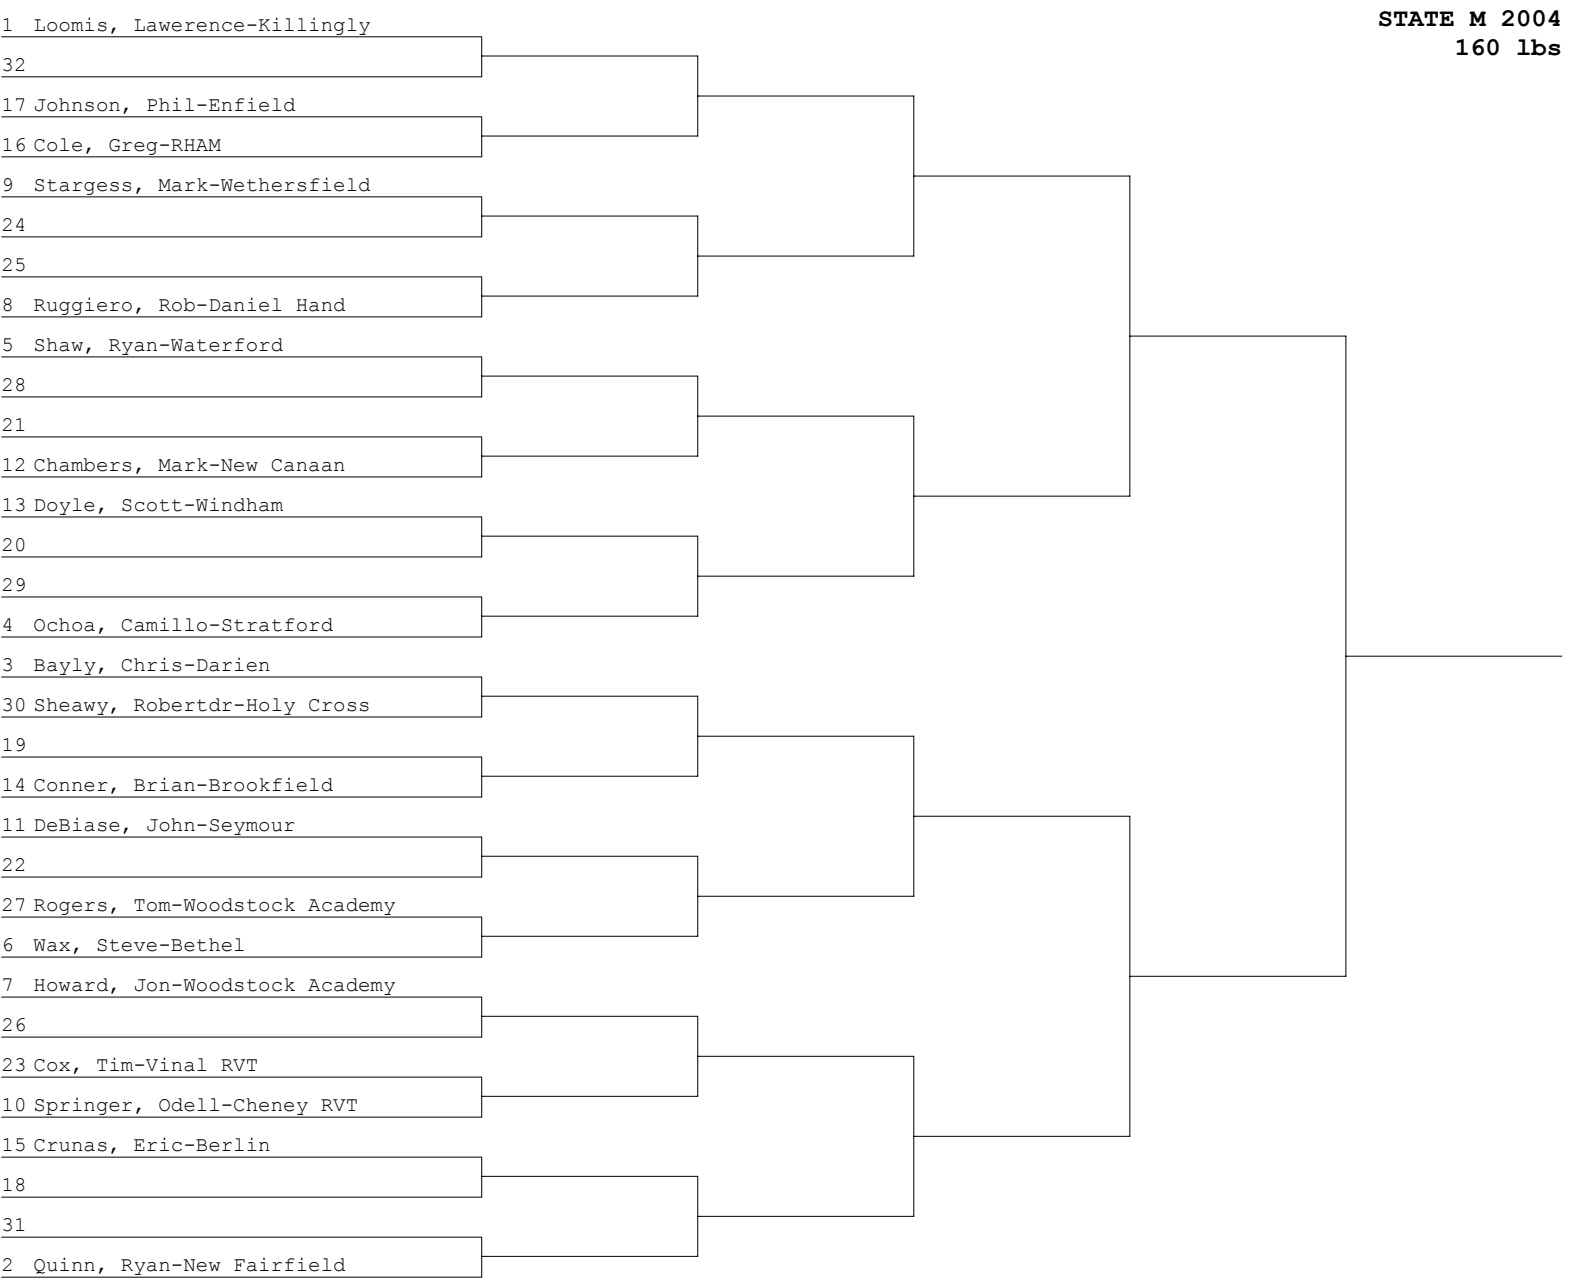 STATE M 2004
160 lbs
1 Loomis, Lawerence-Killingly
32
17 Johnson, Phil-Enfield
16 Cole, Greg-RHAM
9 Stargess, Mark-Wethersfield
24
25
8 Ruggiero, Rob-Daniel Hand
5 Shaw, Ryan-Waterford
28
21
12 Chambers, Mark-New Canaan
13 Doyle, Scott-Windham
20
29
4 Ochoa, Camillo-Stratford
3 Bayly, Chris-Darien
30 Sheawy, Robertdr-Holy Cross
19
14 Conner, Brian-Brookfield
11 DeBiase, John-Seymour
22
27 Rogers, Tom-Woodstock Academy
6 Wax, Steve-Bethel
7 Howard, Jon-Woodstock Academy
26
23 Cox, Tim-Vinal RVT
10 Springer, Odell-Cheney RVT
15 Crunas, Eric-Berlin
18
31
2 Quinn, Ryan-New Fairfield